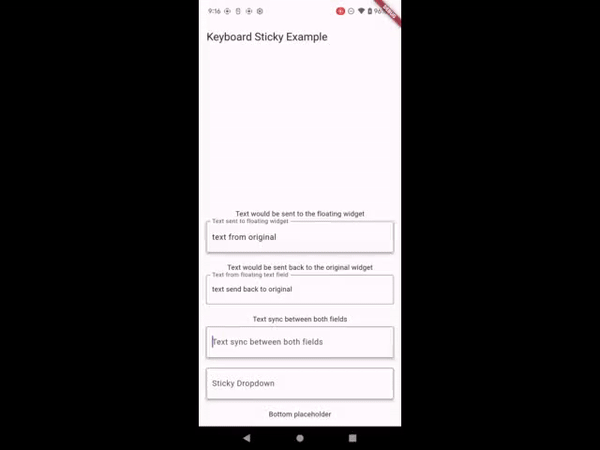 9:16
Keyboard Sticky Example
Text would be sent to the floating widget
Text sent to floating widget
text from original
Text would be sent back to the original widget
Text from floating text field
text send back to original
Text sync between both fields
Text sync between both fields
Sticky Dropdown
Bottom placeholder